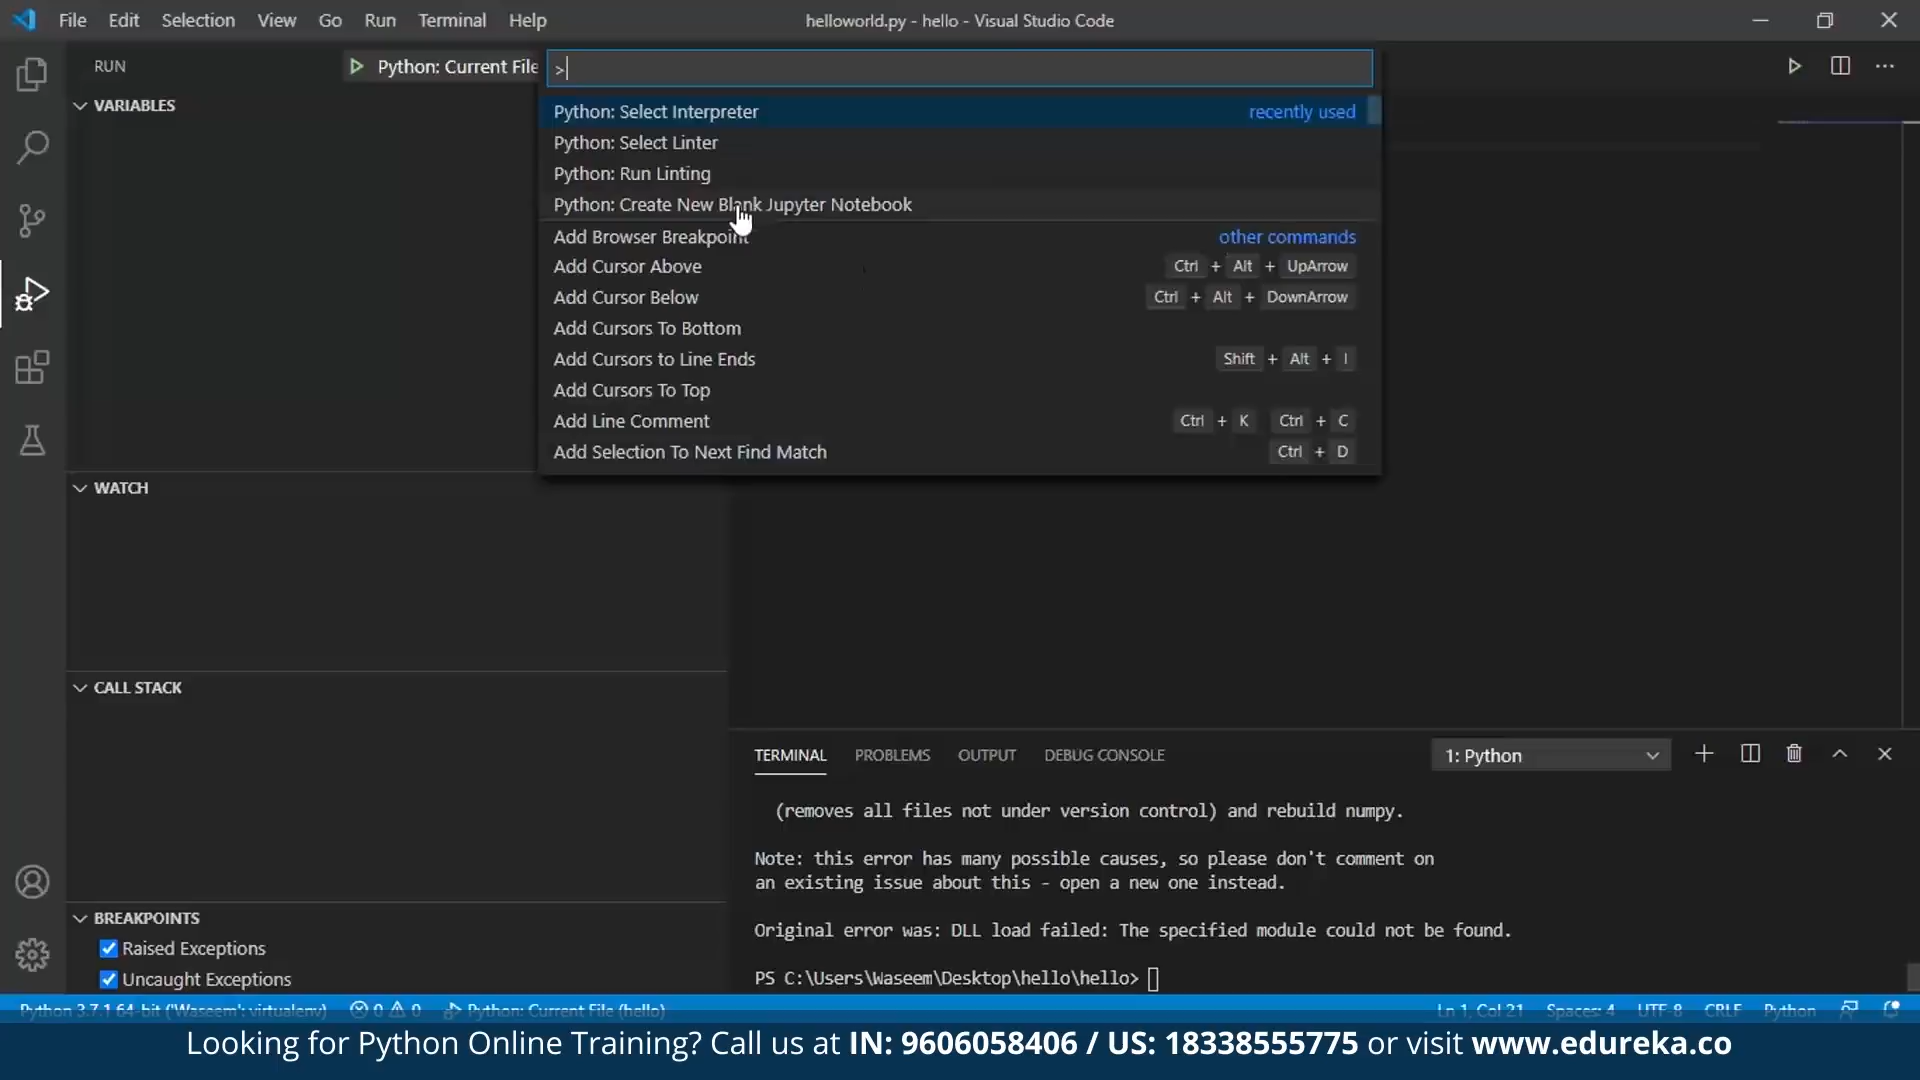 File Edit Selection View Go Run Terminal Help
helloworld.py - hello - Visual Studio Code
RUN
Python: Current File
>
VARIABLES
Python: Select Interpreter recently used
Python: Select Linter
Python: Run Linting
Python: Create New Blank Jupyter Notebook
Add Browser Breakpoint other commands
Add Cursor Above Ctrl + Alt + UpArrow
Add Cursor Below Ctrl + Alt + DownArrow
Add Cursors To Bottom
Add Cursors to Line Ends Shift + Alt + I
Add Cursors To Top
Add Line Comment Ctrl + K Ctrl + C
Add Selection To Next Find Match Ctrl + D
WATCH
CALL STACK
BREAKPOINTS
Raised Exceptions
Uncaught Exceptions
TERMINAL PROBLEMS OUTPUT DEBUG CONSOLE 1: Python
(removes all files not under version control) and rebuild numpy.
Note: this error has many possible causes, so please don't comment on
an existing issue about this - open a new one instead.
Original error was: DLL load failed: The specified module could not be found.
PS C:\Users\Waseem\Desktop\hello\hello>
Python 3.7.1 64-bit ('Waseem': virtualenv) 0 0 Python: Current File (hello) Ln 1, Col 21 Spaces: 4 UTF-8 CRLF Python
Looking for Python Online Training? Call us at IN: 9606058406 / US: 18338555775 or visit www.edureka.co